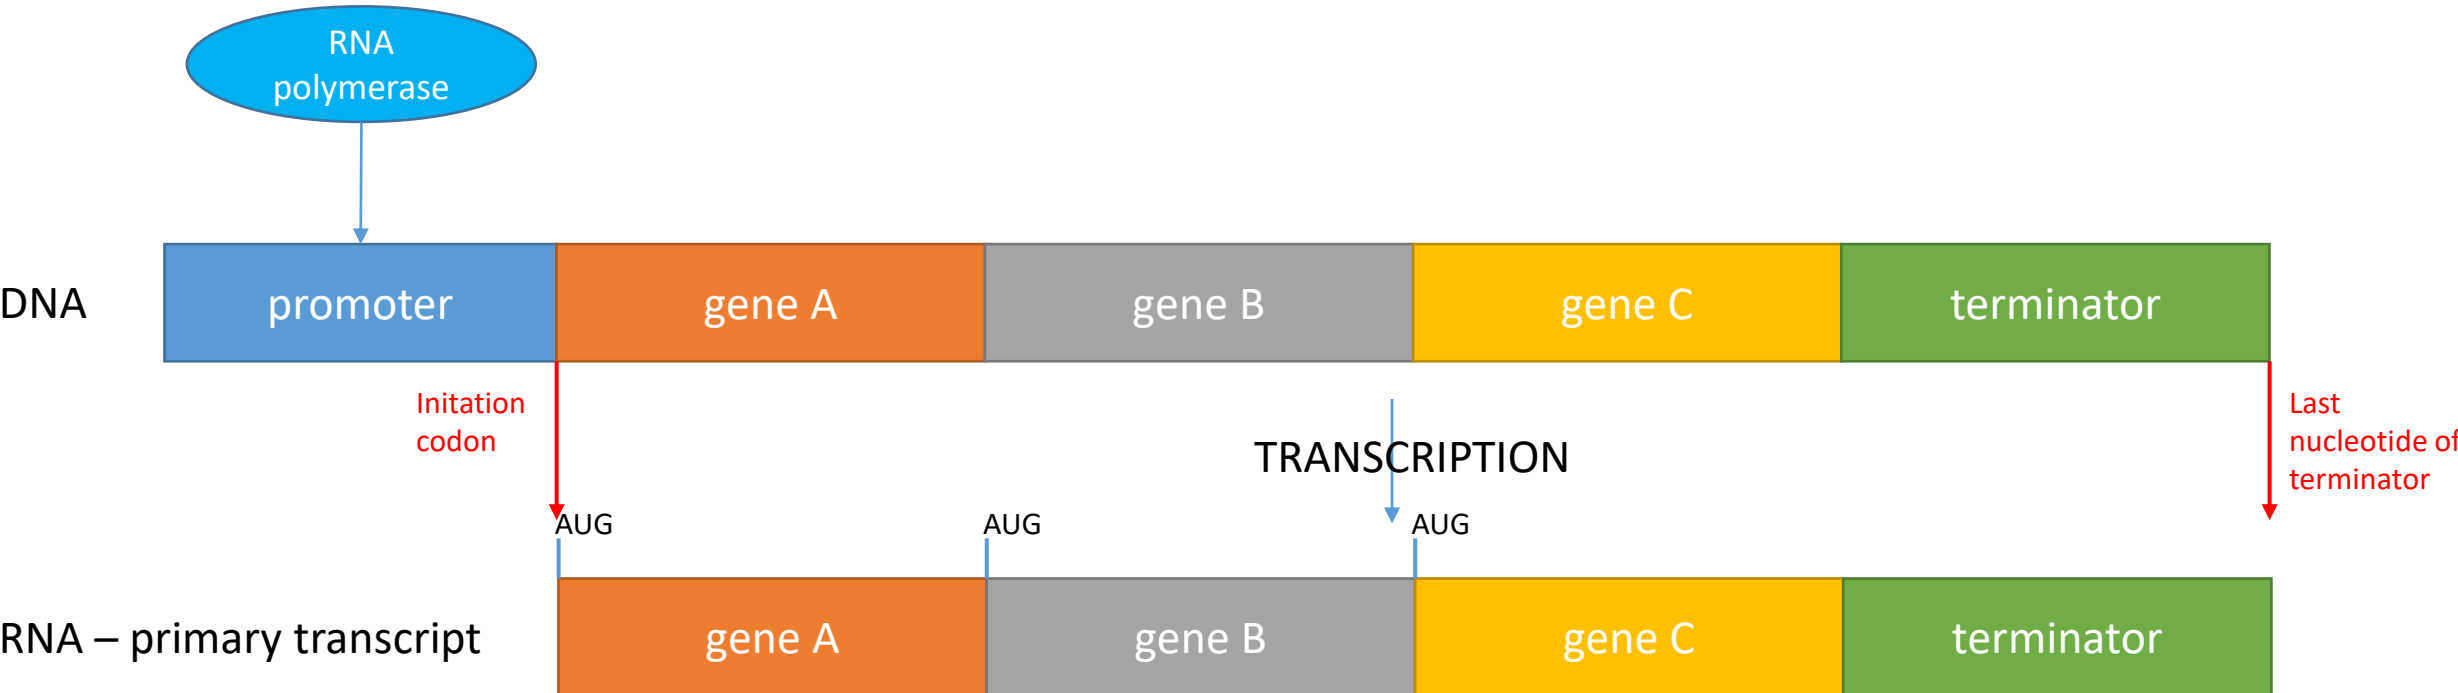 RNA
polymerase
DNA
promoter
gene A
gene B
gene C
terminator
Initation
codon
TRANSCRIPTION
Last
nucleotide of
terminator
AUG
AUG
AUG
RNA – primary transcript
gene A
gene B
gene C
terminator